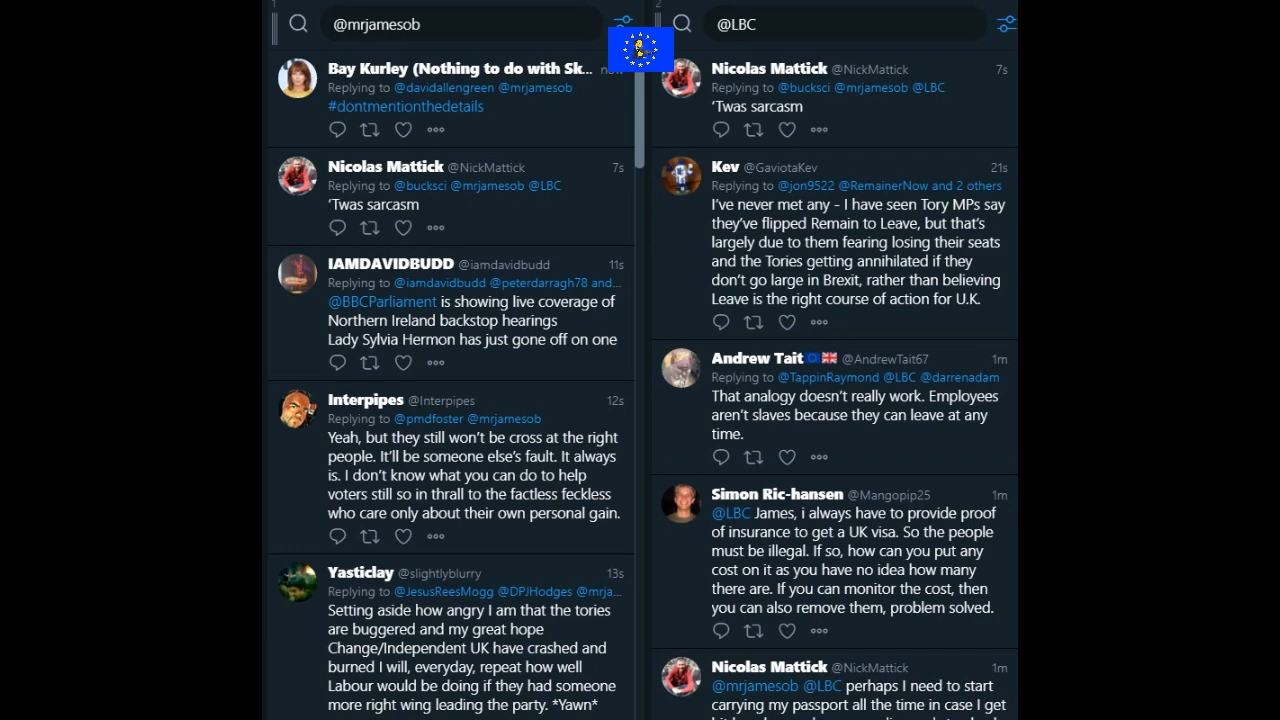 1
@mrjamesob
Bay Kurley (Nothing to do with Sk...
Replying to @davidallengreen @mrjamesob
#dontmentionthedetails
Nicolas Mattick @NickMattick 7s
Replying to @bucksci @mrjamesob @LBC
‘Twas sarcasm
IAMDAVIDBUDD @iamdavidbudd 11s
Replying to @iamdavidbudd @peterdarragh78 and...
@BBCParliament is showing live coverage of
Northern Ireland backstop hearings
Lady Sylvia Hermon has just gone off on one
Interpipes @Interpipes 12s
Replying to @pmdfoster @mrjamesob
Yeah, but they still won’t be cross at the right
people. It’ll be someone else’s fault. It always
is. I don’t know what you can do to help
voters still so in thrall to the factless feckless
who care only about their own personal gain.
Yasticlay @slightlyblurry 13s
Replying to @JesusReesMogg @DPJHodges @mrja...
Setting aside how angry I am that the tories
are buggered and my great hope
Change/Independent UK have crashed and
burned I will, everyday, repeat how well
Labour would be doing if they had someone
more right wing leading the party. *Yawn*
2
@LBC
Nicolas Mattick @NickMattick 7s
Replying to @bucksci @mrjamesob @LBC
‘Twas sarcasm
Kev @GaviotaKev 21s
Replying to @jon9522 @RemainerNow and 2 others
I’ve never met any - I have seen Tory MPs say
they’ve flipped Remain to Leave, but that’s
largely due to them fearing losing their seats
and the Tories getting annihilated if they
don’t go large in Brexit, rather than believing
Leave is the right course of action for U.K.
Andrew Tait @AndrewTait67 1m
Replying to @TappinRaymond @LBC @darrenadam
That analogy doesn’t really work. Employees
aren’t slaves because they can leave at any
time.
Simon Ric-hansen @Mangopip25 1m
@LBC James, i always have to provide proof
of insurance to get a UK visa. So the people
must be illegal. If so, how can you put any
cost on it as you have no idea how many
there are. If you can monitor the cost, then
you can also remove them, problem solved.
Nicolas Mattick @NickMattick 1m
@mrjamesob @LBC perhaps I need to start
carrying my passport all the time in case I get